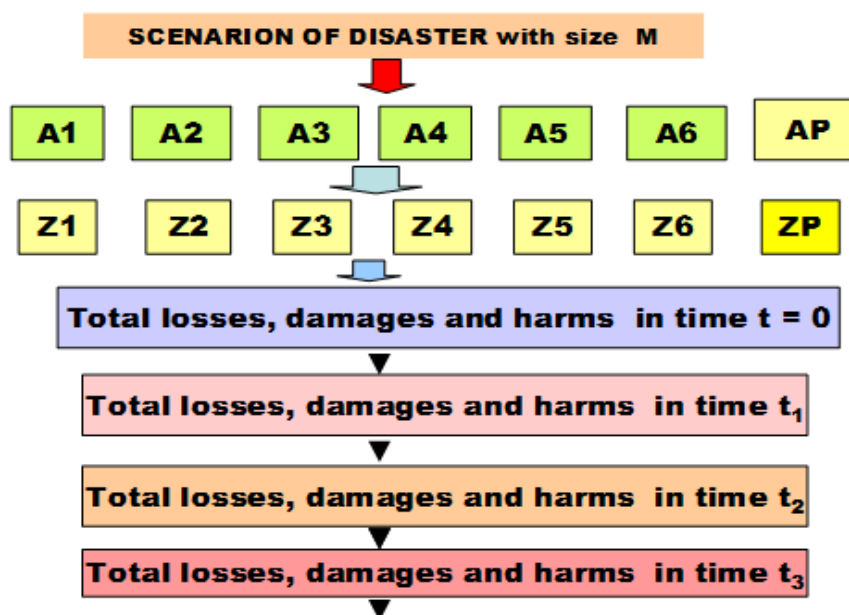 SCENARION OF DISASTER with size M
A1 A2 A3 A4 A5 A6 AP
Z1 Z2 Z3 Z4 Z5 Z6 ZP
Total losses, damages and harms in time t = 0
Total losses, damages and harms in time t₁
Total losses, damages and harms in time t₂
Total losses, damages and harms in time t₃